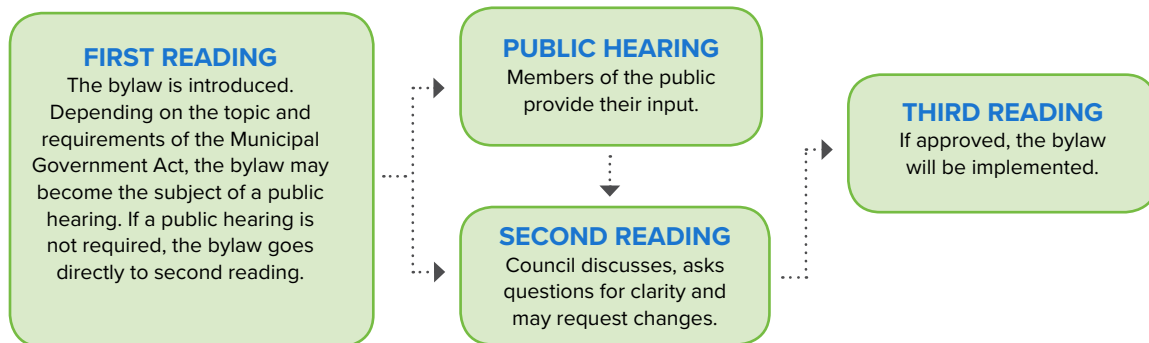 FIRST READING
The bylaw is introduced.
Depending on the topic and
requirements of the Municipal
Government Act, the bylaw may
become the subject of a public
hearing. If a public hearing is
not required, the bylaw goes
directly to second reading.
PUBLIC HEARING
Members of the public
provide their input.
SECOND READING
Council discusses, asks
questions for clarity and
may request changes.
THIRD READING
If approved, the bylaw
will be implemented.